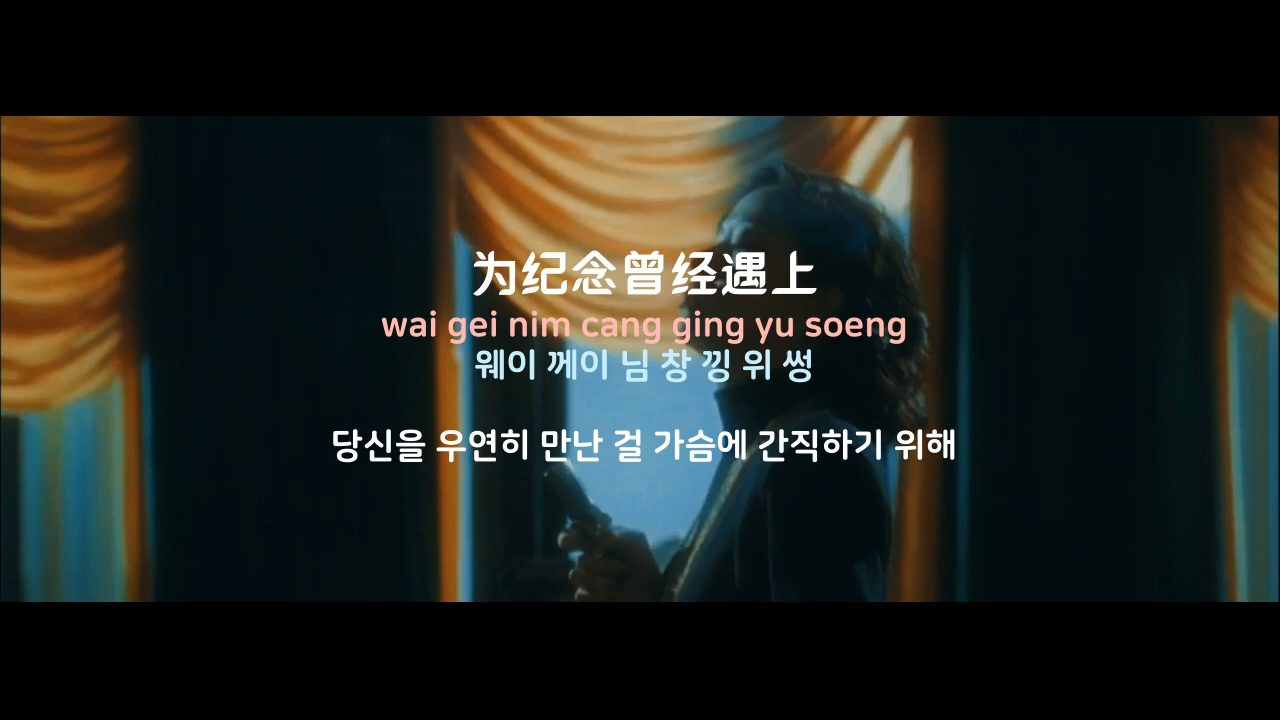 为纪念曾经遇上
wai gei nim cang ging yu soeng
웨이 께이 님 창 낑 위 썽
당신을 우연히 만난 걸 가슴에 간직하기 위해